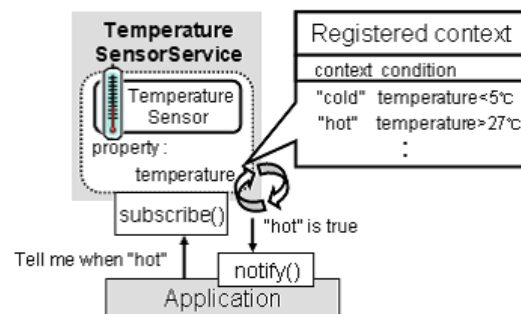 Temperature
SensorService
Temperature
Sensor
property :
temperature
subscribe()
Registered context
context condition
"cold" temperature<5℃
"hot" temperature>27℃
:
"hot" is true
Tell me when "hot"
notify()
Application